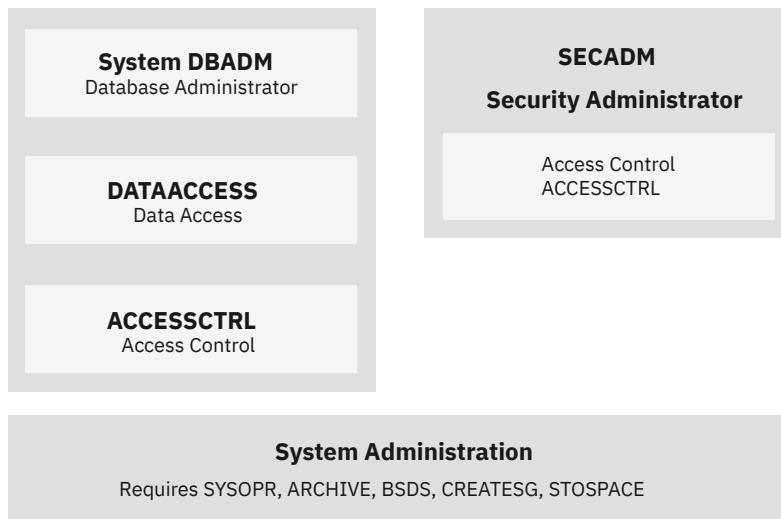 System DBADM
Database Administrator
DATAACCESS
Data Access
ACCESSCTRL
Access Control
SECADM
Security Administrator
Access Control
ACCESSCTRL
System Administration
Requires SYSOPR, ARCHIVE, BSDS, CREATESG, STOSPACE